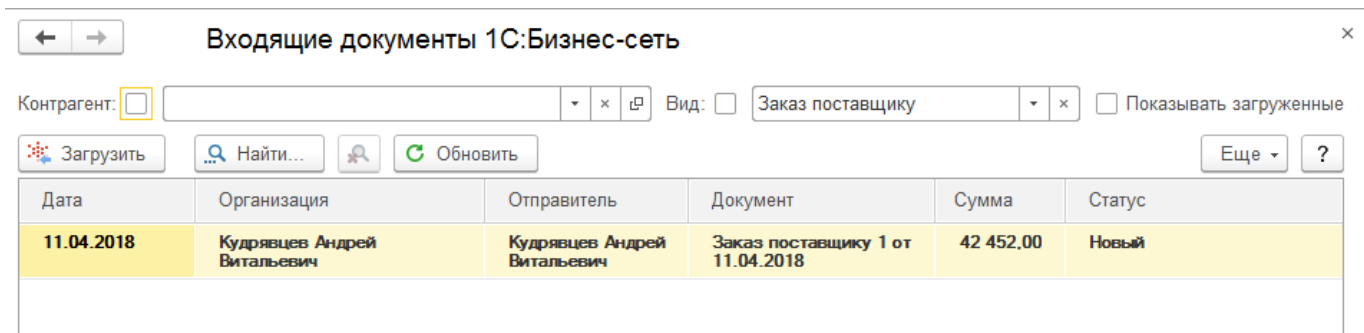 Входящие документы 1С:Бизнес-сеть
Контрагент: Вид: Заказ поставщику Показывать загруженные
Загрузить Найти... Обновить Еще ?
Дата Организация Отправитель Документ Сумма Статус
11.04.2018 Кудрявцев Андрей Кудрявцев Андрей Заказ поставщику 1 от 42 452,00 Новый
Витальевич Витальевич 11.04.2018